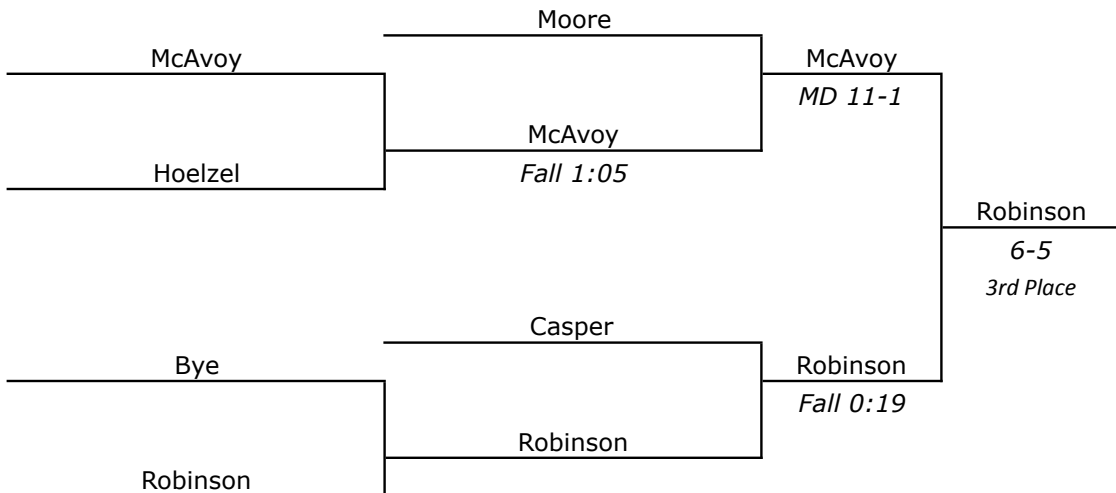 Moore
McAvoy
McAvoy
MD 11-1
McAvoy
Hoelzel
Fall 1:05
Robinson
6-5
3rd Place
Casper
Bye
Robinson
Fall 0:19
Robinson
Robinson